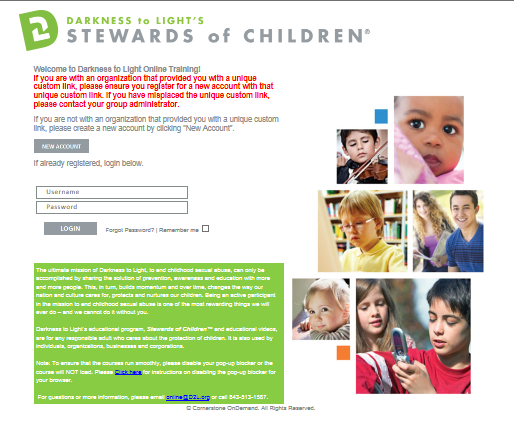 DARKNESS to LIGHT'S
STEWARDS of CHILDREN®
Welcome to Darkness to Light Online Training!
If you are with an organization that provided you with a unique
custom link, please ensure you register for a new account with that
unique custom link. If you have misplaced the unique custom link,
please contact your group administrator.
If you are not with an organization that provided you with a unique custom
link, please create a new account by clicking "New Account".
NEW ACCOUNT
If already registered, login below.
Username
Password
LOGIN Forgot Password? | Remember me
The ultimate mission of Darkness to Light, to end childhood sexual abuse, can only be
accomplished by sharing the solution of prevention, awareness and education with more
and more people. This, in turn, builds momentum and over time, changes the way our
nation and culture cares for, protects and nurtures our children. Being an active participant
in the mission to end childhood sexual abuse is one of the most rewarding things we will
ever do – and we cannot do it without you.
Darkness to Light's educational program, Stewards of Children™ and educational videos,
are for any responsible adult who cares about the protection of children. It is also used by
individuals, organizations, businesses and corporations.
Note: To ensure that the courses run smoothly, please disable your pop-up blocker or the
course will NOT load. Please Click here for instructions on disabling the pop-up blocker for
your browser.
For questions or more information, please email online@D2L.org or call 843-513-1567.
© Cornerstone OnDemand. All Rights Reserved.